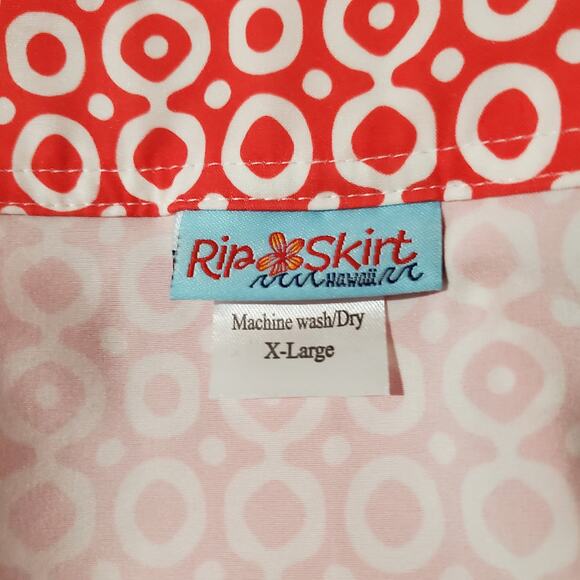 Rip Skirt
Hawaii
Machine wash/Dry
X-Large